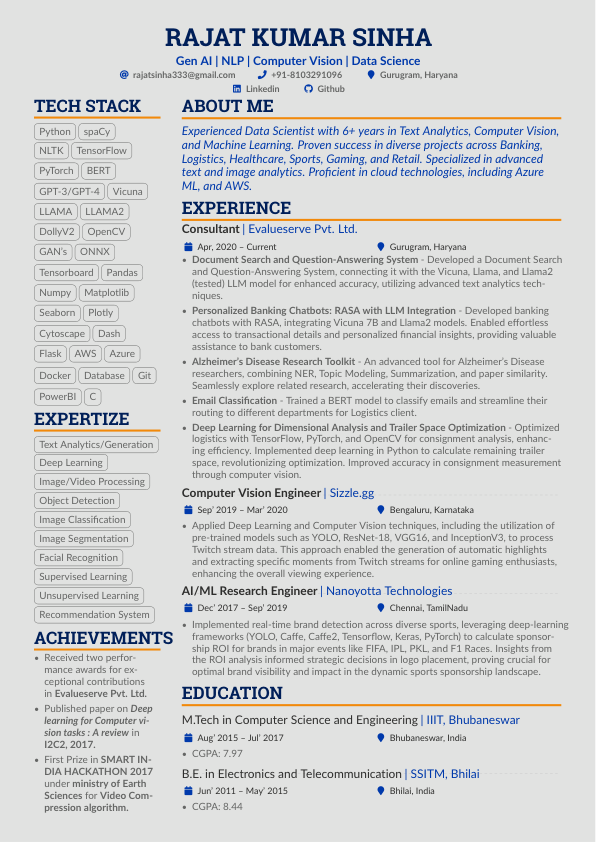 RAJAT KUMAR SINHA
Gen AI | NLP | Computer Vision | Data Science
rajatsinha333@gmail.com +91-8103291096 Gurugram, Haryana
Linkedin Github
TECH STACK
Python spaCy
NLTK TensorFlow
PyTorch BERT
GPT-3/GPT-4 Vicuna
LLAMA LLAMA2
DollyV2 OpenCV
GAN's ONNX
Tensorboard Pandas
Numpy Matplotlib
Seaborn Plotly
Cytoscape Dash
Flask AWS Azure
Docker Database Git
PowerBI C
EXPERTIZE
Text Analytics/Generation
Deep Learning
Image/Video Processing
Object Detection
Image Classification
Image Segmentation
Facial Recognition
Supervised Learning
Unsupervised Learning
Recommendation System
ACHIEVEMENTS
• Received two perfor-
mance awards for ex-
ceptional contributions
in Evalueserve Pvt. Ltd.
• Published paper on Deep
learning for Computer vi-
sion tasks : A review in
I2C2, 2017.
• First Prize in SMART IN-
DIA HACKATHON 2017
under ministry of Earth
Sciences for Video Com-
pression algorithm.
ABOUT ME
Experienced Data Scientist with 6+ years in Text Analytics, Computer Vision,
and Machine Learning. Proven success in diverse projects across Banking,
Logistics, Healthcare, Sports, Gaming, and Retail. Specialized in advanced
text and image analytics. Proficient in cloud technologies, including Azure
ML, and AWS.
EXPERIENCE
Consultant | Evalueserve Pvt. Ltd.
Apr, 2020 – Current Gurugram, Haryana
• Document Search and Question-Answering System - Developed a Document Search
and Question-Answering System, connecting it with the Vicuna, Llama, and Llama2
(tested) LLM model for enhanced accuracy, utilizing advanced text analytics tech-
niques.
• Personalized Banking Chatbots: RASA with LLM Integration - Developed banking
chatbots with RASA, integrating Vicuna 7B and Llama2 models. Enabled effortless
access to transactional details and personalized financial insights, providing valuable
assistance to bank customers.
• Alzheimer's Disease Research Toolkit - An advanced tool for Alzheimer's Disease
researchers, combining NER, Topic Modeling, Summarization, and paper similarity.
Seamlessly explore related research, accelerating their discoveries.
• Email Classification - Trained a BERT model to classify emails and streamline their
routing to different departments for Logistics client.
• Deep Learning for Dimensional Analysis and Trailer Space Optimization - Optimized
logistics with TensorFlow, PyTorch, and OpenCV for consignment analysis, enhanc-
ing efficiency. Implemented deep learning in Python to calculate remaining trailer
space, revolutionizing optimization. Improved accuracy in consignment measurement
through computer vision.
Computer Vision Engineer | Sizzle.gg
Sep' 2019 – Mar' 2020 Bengaluru, Karnataka
• Applied Deep Learning and Computer Vision techniques, including the utilization of
pre-trained models such as YOLO, ResNet-18, VGG16, and InceptionV3, to process
Twitch stream data. This approach enabled the generation of automatic highlights
and extracting specific moments from Twitch streams for online gaming enthusiasts,
enhancing the overall viewing experience.
AI/ML Research Engineer | Nanoyotta Technologies
Dec' 2017 – Sep' 2019 Chennai, TamilNadu
• Implemented real-time brand detection across diverse sports, leveraging deep-learning
frameworks (YOLO, Caffe, Caffe2, Tensorflow, Keras, PyTorch) to calculate sponsor-
ship ROI for brands in major events like FIFA, IPL, PKL, and F1 Races. Insights from
the ROI analysis informed strategic decisions in logo placement, proving crucial for
optimal brand visibility and impact in the dynamic sports sponsorship landscape.
EDUCATION
M.Tech in Computer Science and Engineering | IIIT, Bhubaneswar
Aug' 2015 – Jul' 2017 Bhubaneswar, India
• CGPA: 7.97
B.E. in Electronics and Telecommunication | SSITM, Bhilai
Jun' 2011 – May' 2015 Bhilai, India
• CGPA: 8.44